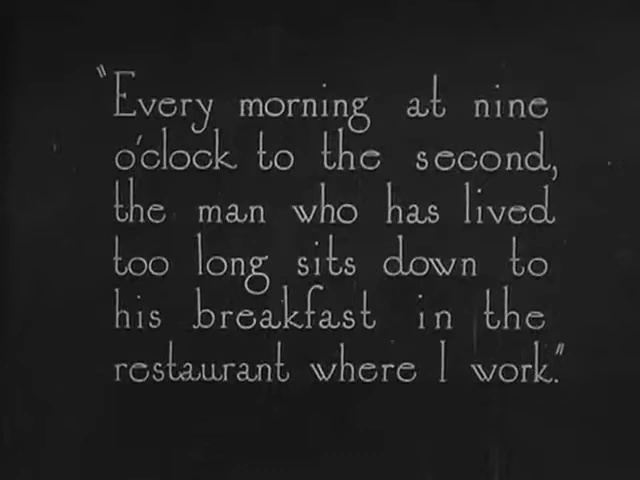 "Every morning at nine
o'clock to the second,
the man who has lived
too long sits down to
his breakfast in the
restaurant where I work."